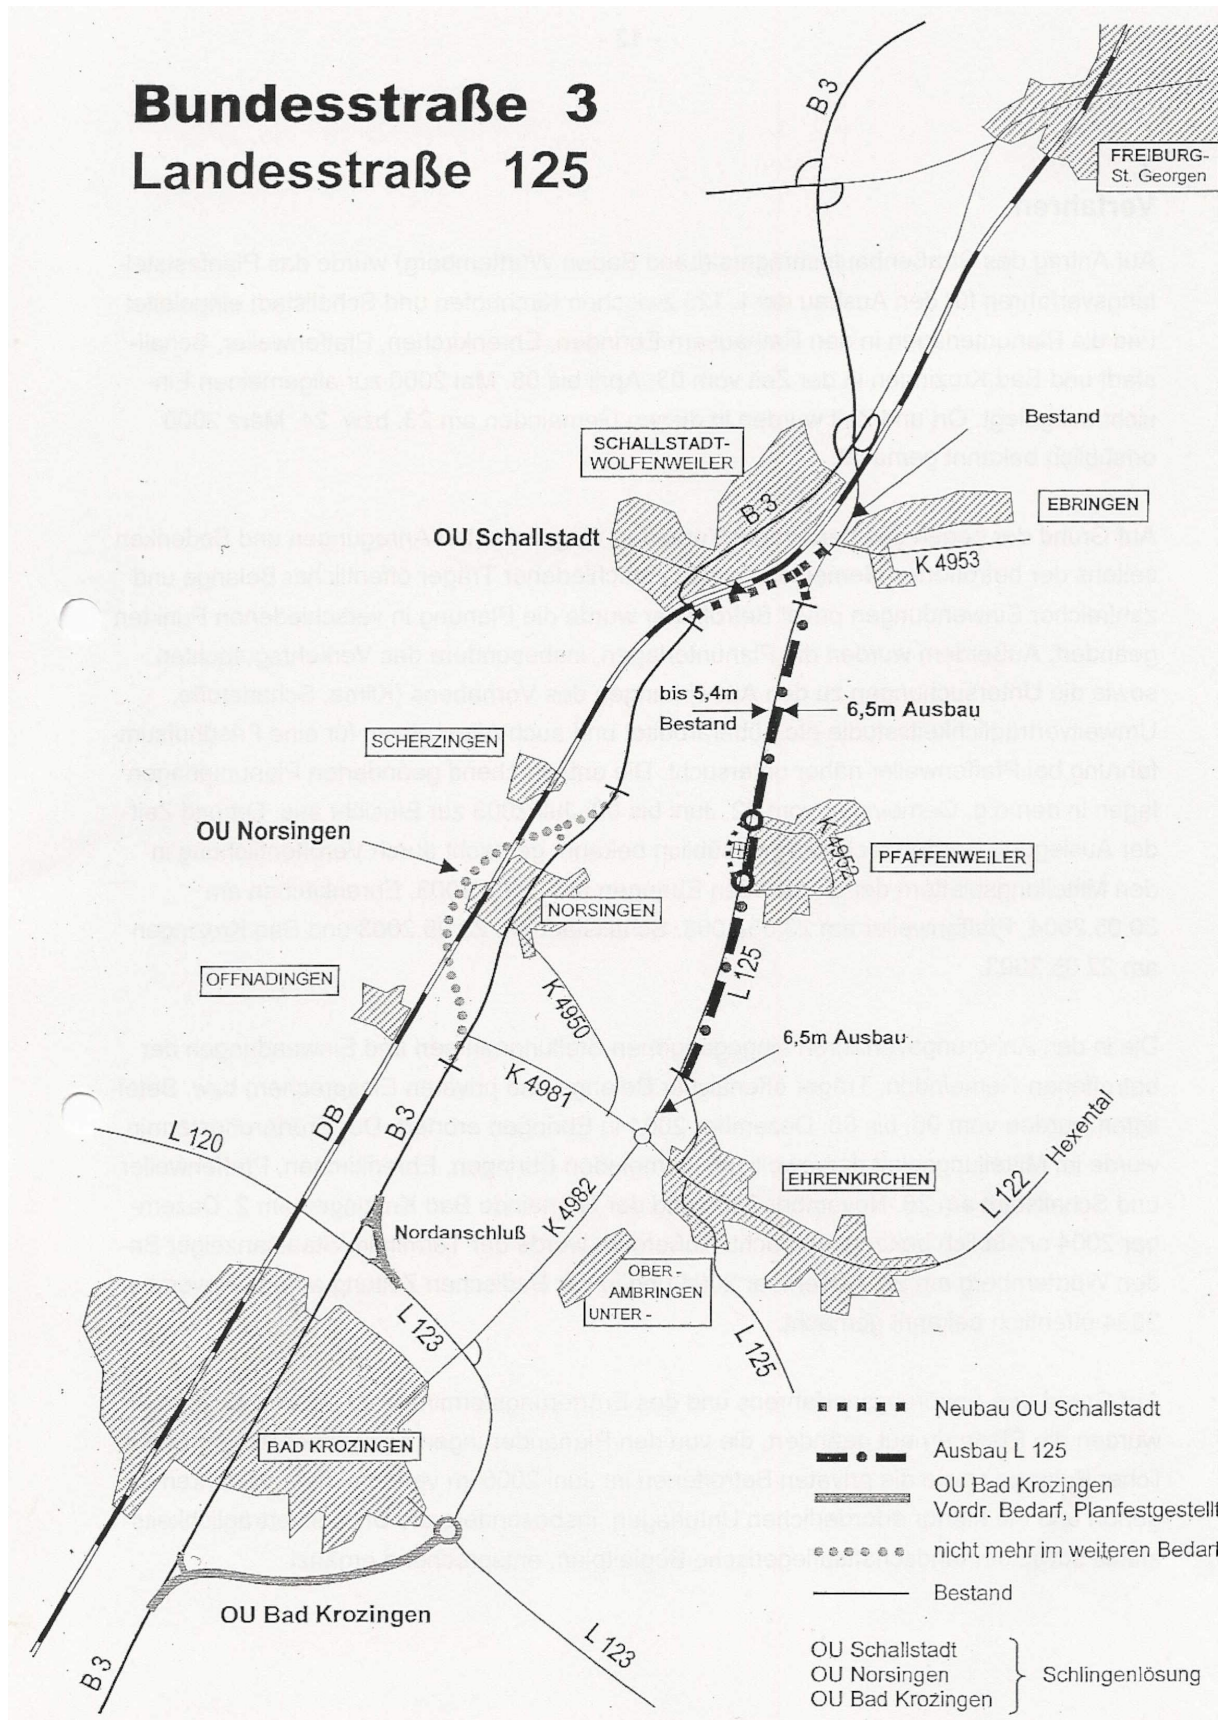 Bundesstraße 3
Landesstraße 125
B 3
FREIBURG-
St. Georgen
Bestand
SCHALLSTADT-
WOLFENWEILER
B 3
EBRINGEN
OU Schallstadt
K 4953
bis 5,4m
Bestand
6,5m Ausbau
SCHERZINGEN
OU Norsingen
K 4952
PFAFFENWEILER
NORSINGEN
L 125
OFFNADINGEN
K 4950
6,5m Ausbau
K 4981
DB
B 3
L 120
L 122 Hexental
EHRENKIRCHEN
K 4982
Nordanschluß
OBER-
AMBRINGEN
UNTER-
L 123
L 125
BAD KROZINGEN
Neubau OU Schallstadt
Ausbau L 125
OU Bad Krozingen
Vordr. Bedarf, Planfestgestellt
nicht mehr im weiteren Bedarf
Bestand
OU Bad Krozingen
L 123
B 3
OU Schallstadt
OU Norsingen
OU Bad Krozingen
Schlingenlösung